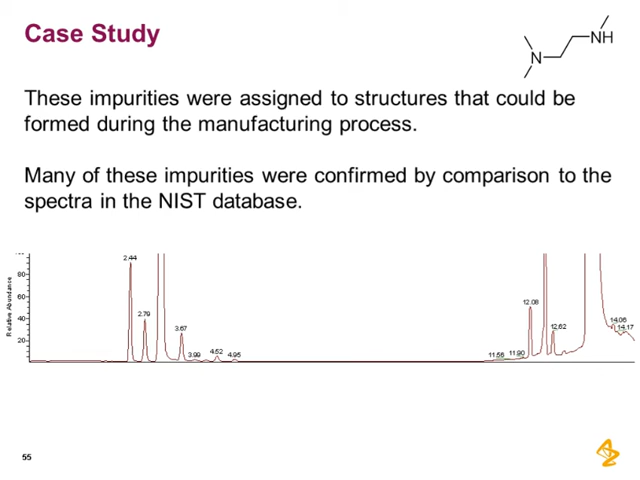 Case Study
NH
N
These impurities were assigned to structures that could be
formed during the manufacturing process.
Many of these impurities were confirmed by comparison to the
spectra in the NIST database.
Relative Abundance
80
60
40
20
2.44
2.79
3.67
3.99
4.52
4.95
11.56
11.90
12.08
12.62
14.06
14.17
55